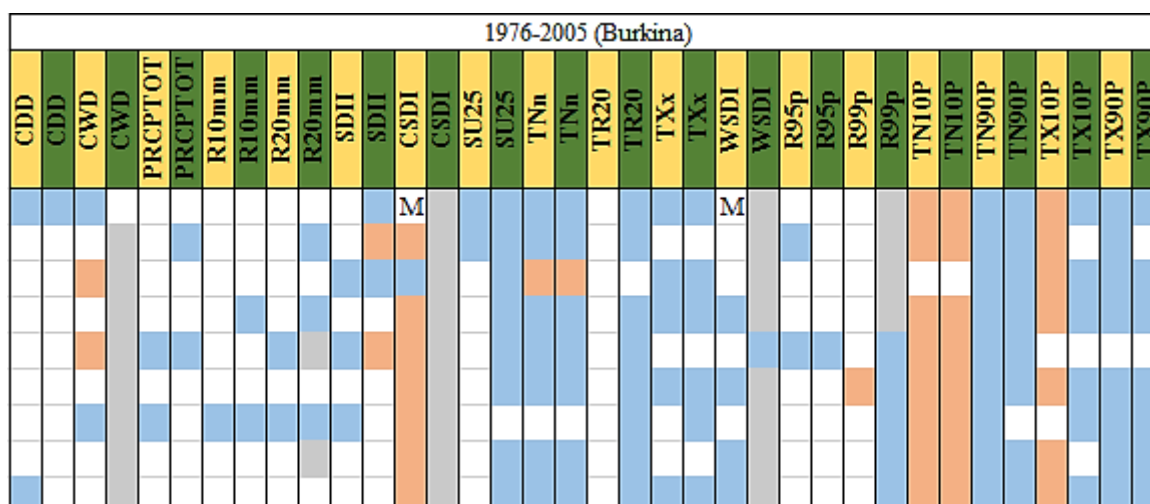 1976-2005 (Burkina)
CDD CDD CWD CWD PRCPTOT PRCPTOT R10mm R10mm R20mm R20mm SDII SDII CSDI CSDI SU25 SU25 TNn TNn TR20 TR20 TXx TXx WSDI WSDI R95p R95p R99p R99p TN10P TN10P TN90P TN90P TX10P TX10P TX90P TX90P
M M